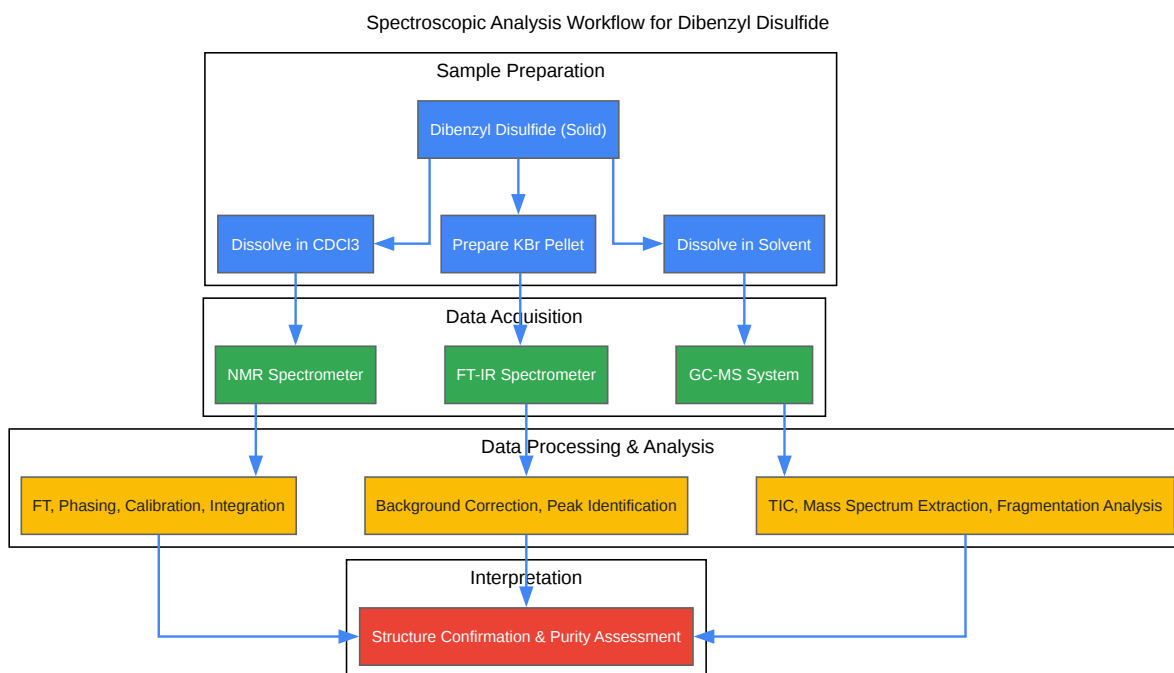 Spectroscopic Analysis Workflow for Dibenzyl Disulfide
Sample Preparation
Dibenzyl Disulfide (Solid)
Dissolve in CDCl3
Prepare KBr Pellet
Dissolve in Solvent
Data Acquisition
NMR Spectrometer
FT-IR Spectrometer
GC-MS System
Data Processing & Analysis
FT, Phasing, Calibration, Integration
Background Correction, Peak Identification
TIC, Mass Spectrum Extraction, Fragmentation Analysis
Interpretation
Structure Confirmation & Purity Assessment